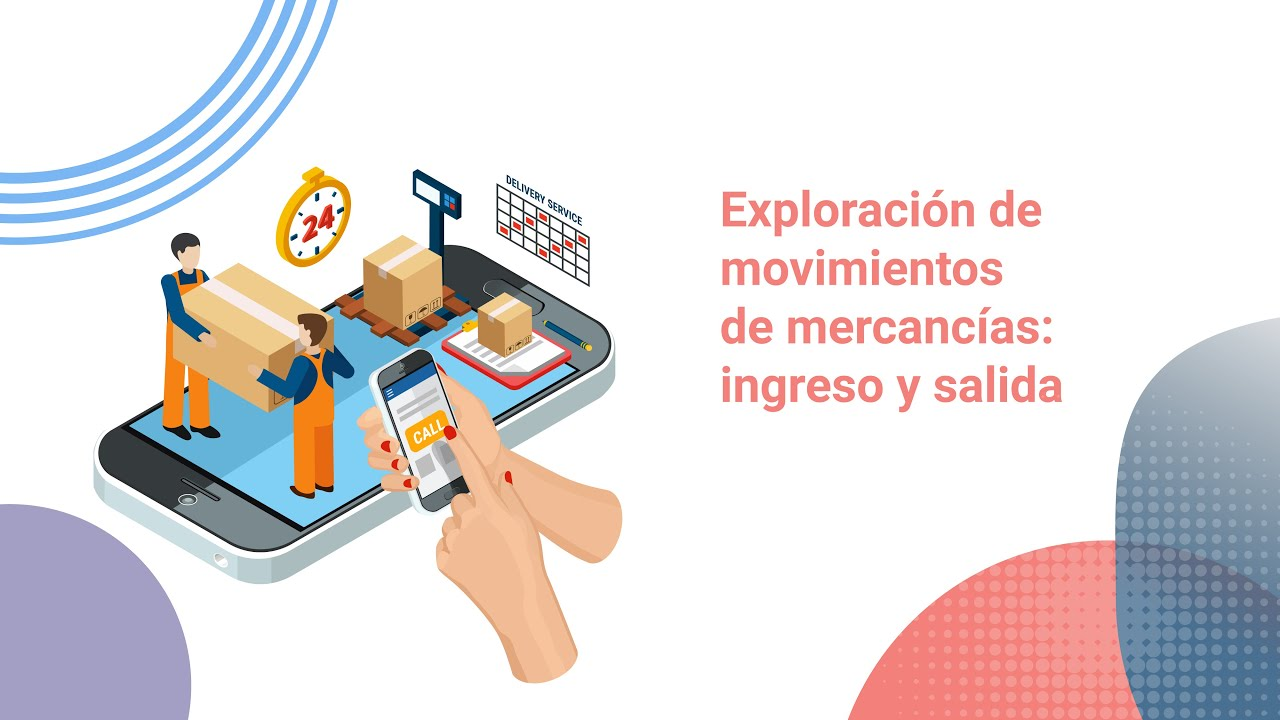 24
DELIVERY SERVICE
CALL
Exploración de
movimientos
de mercancías:
ingreso y salida